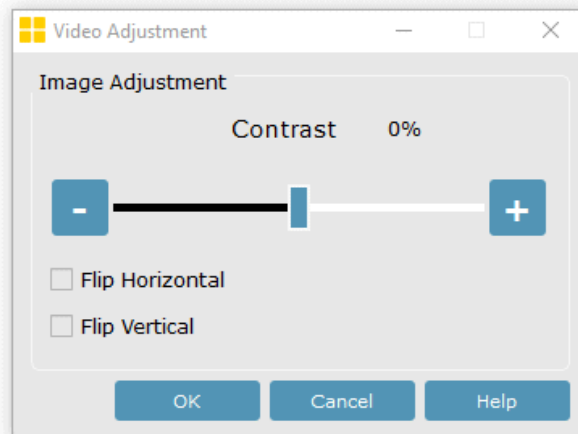 Video Adjustment
Image Adjustment
Contrast 0%
- +
Flip Horizontal
Flip Vertical
OK Cancel Help